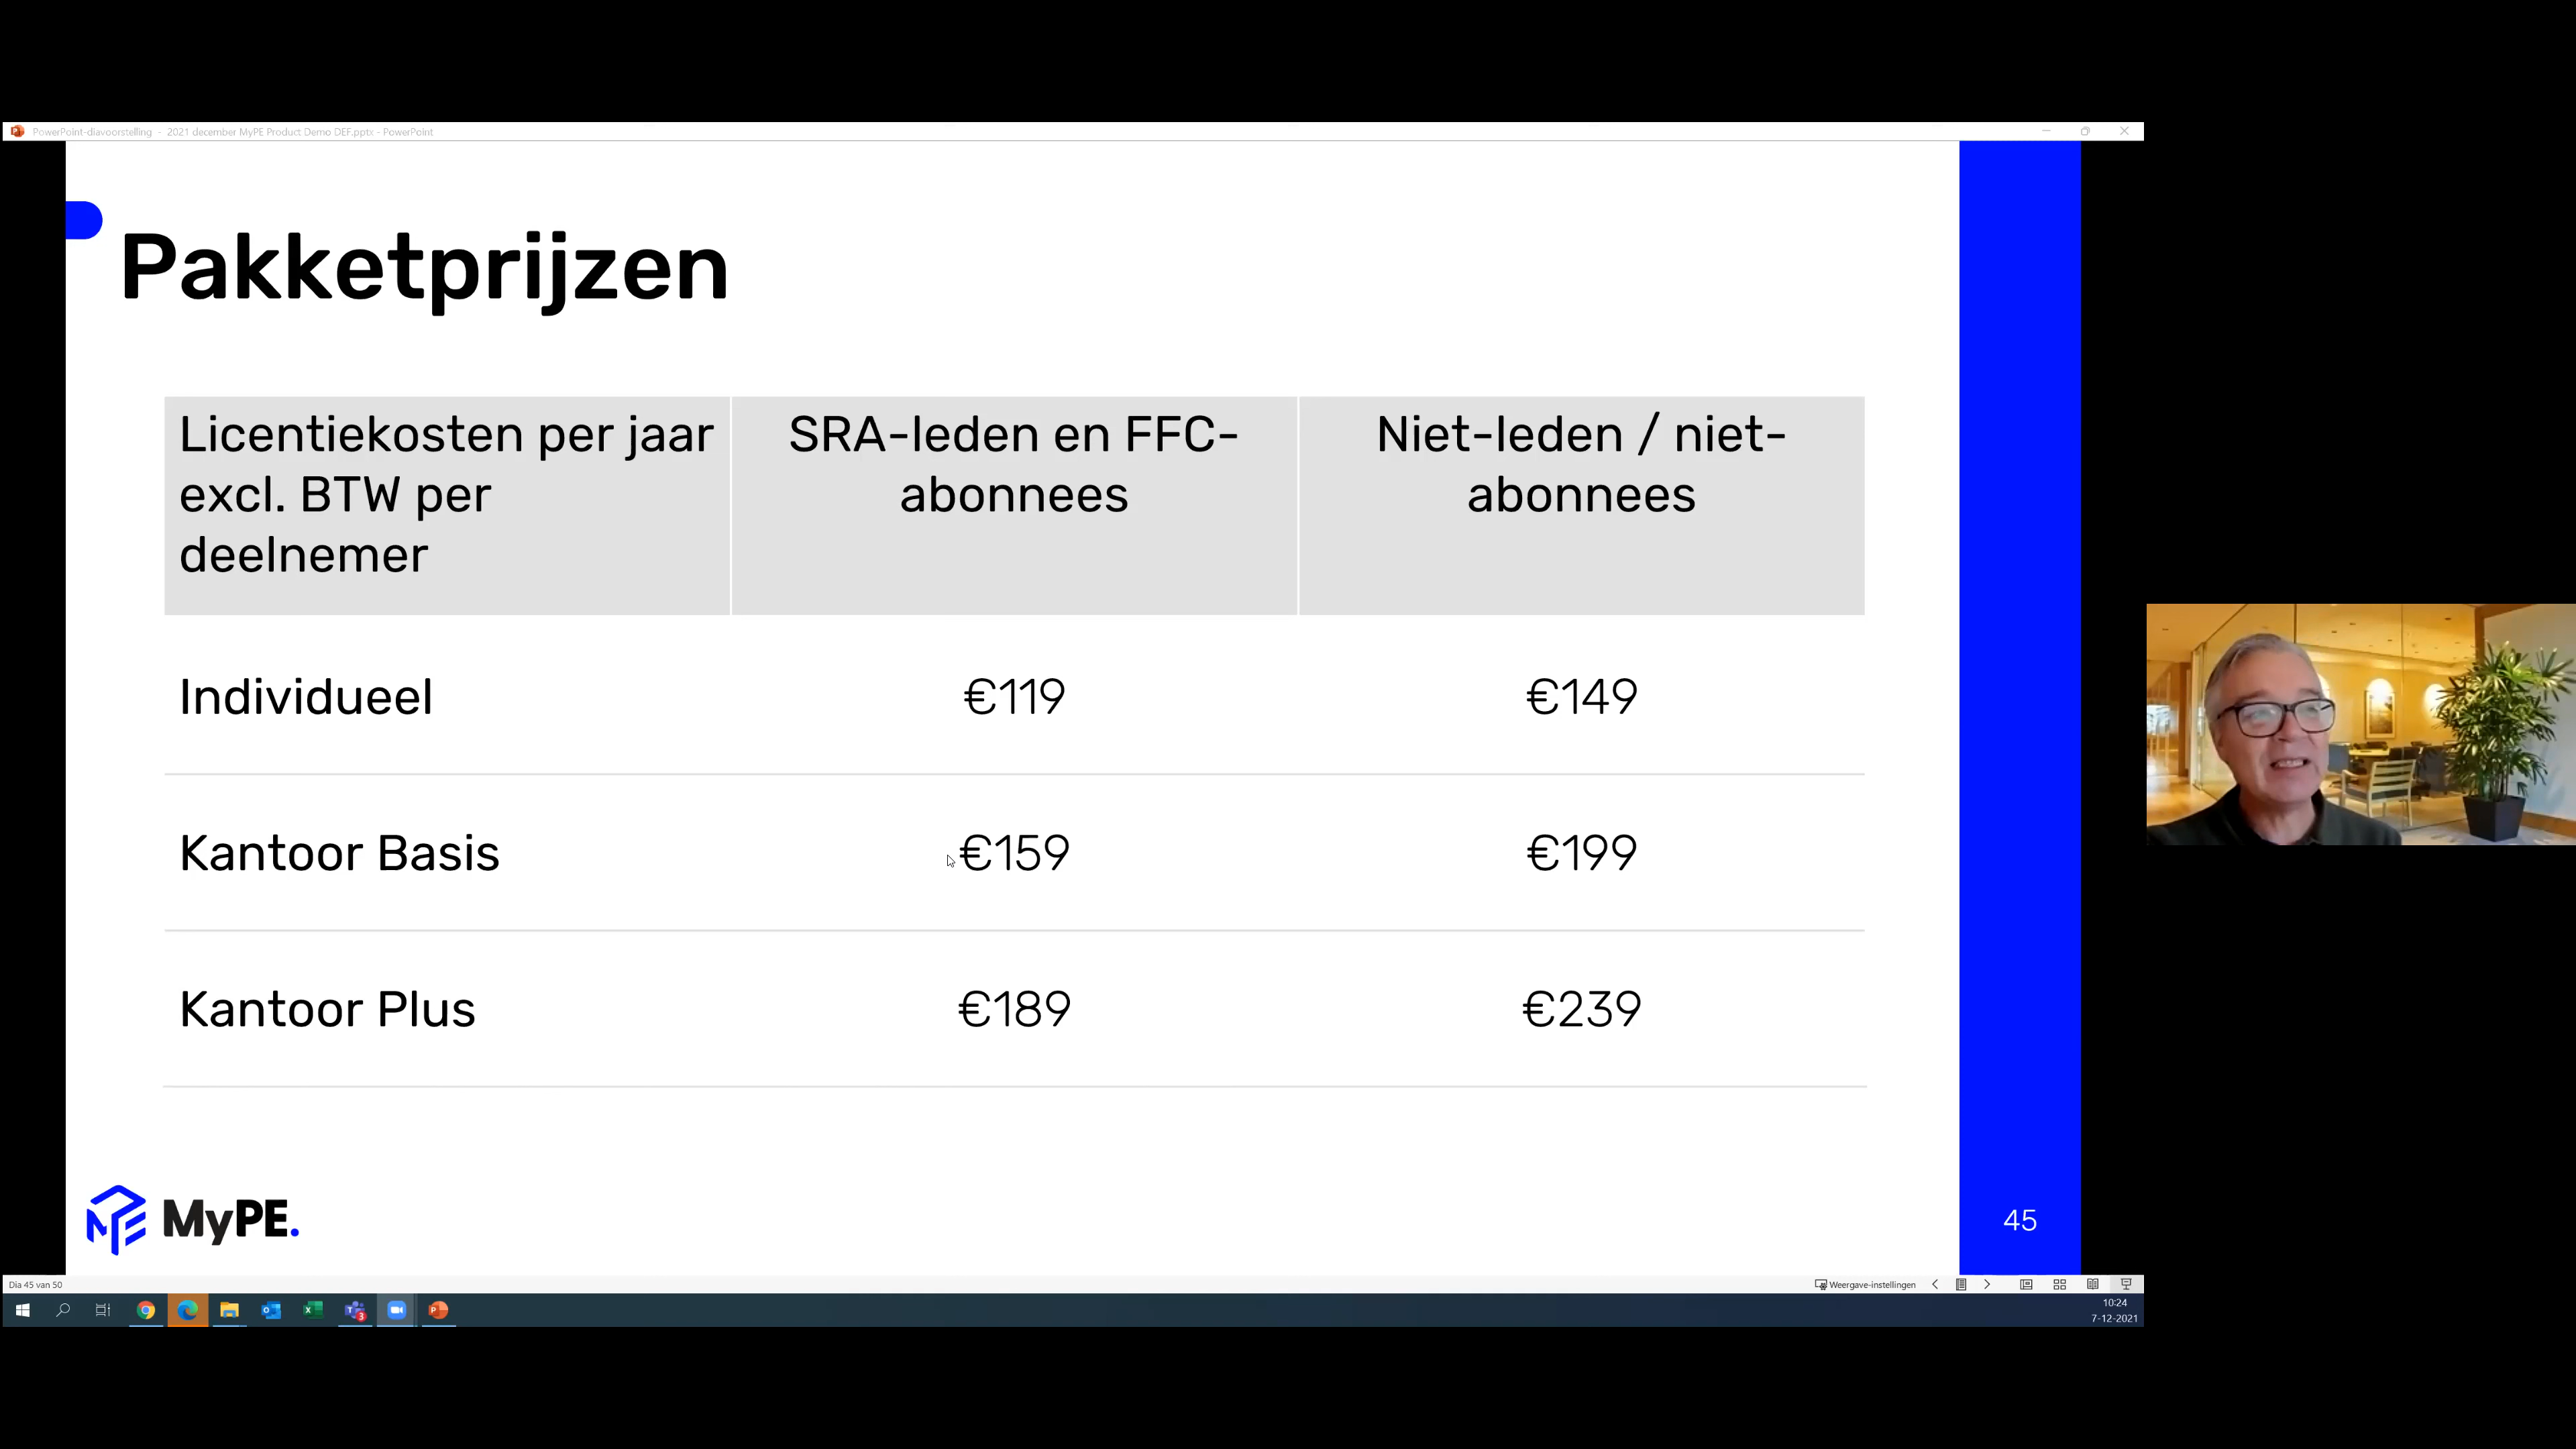 PowerPoint-diavoorstelling - 2021 december MyPE Product Demo DEF.pptx - PowerPoint
Pakketprijzen
Licentiekosten per jaar
excl. BTW per
deelnemer
SRA-leden en FFC-
abonnees
Niet-leden / niet-
abonnees
Individueel €119 €149
Kantoor Basis €159 €199
Kantoor Plus €189 €239
MyPE.
45
Dia 45 van 50
Weergave-instellingen
3
10:24
7-12-2021